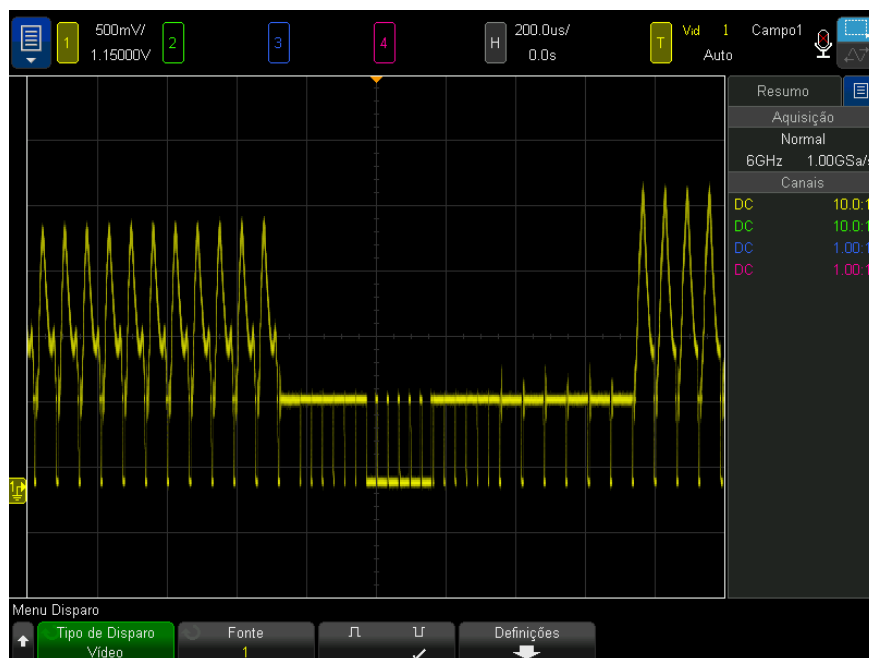 1 500mV/ 1.15000V
2
3
4
H 200.0us/ 0.0s
T Vid 1 Campo1 Auto
Resumo
Aquisição
Normal
6GHz 1.00GSa/s
Canais
DC 10.0:1
DC 10.0:1
DC 1.00:1
DC 1.00:1
Menu Disparo
Tipo de Disparo
Vídeo
Fonte
1
Definições